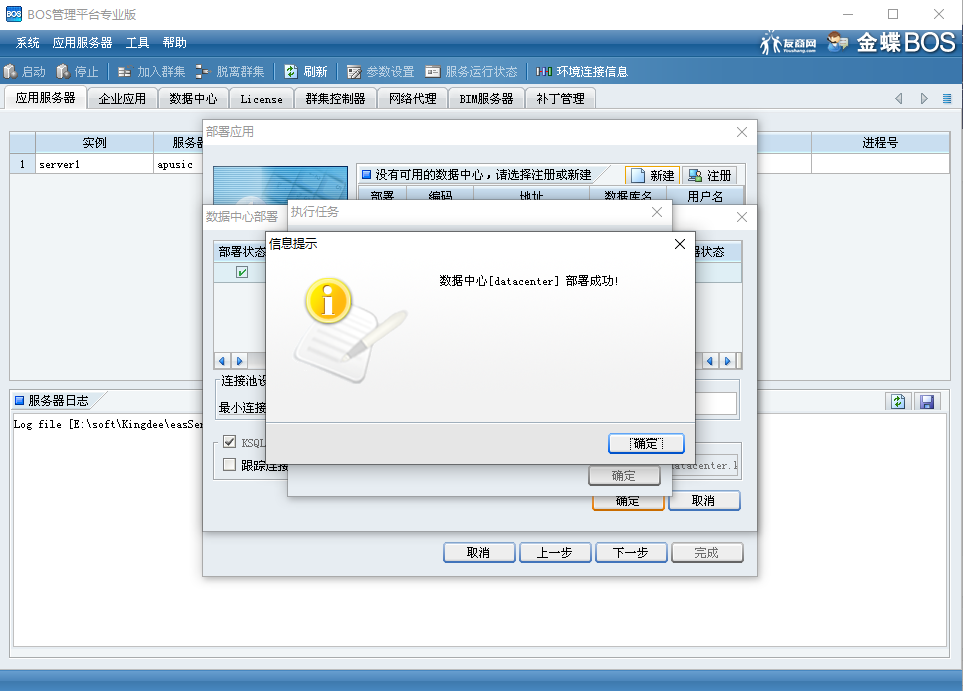 BOS BOS管理平台专业版
系统 应用服务器 工具 帮助
友商网 Youshang.com 金蝶BOS
启动 停止 加入群集 脱离群集 刷新 参数设置 服务运行状态 环境连接信息
应用服务器 企业应用 数据中心 License 群集控制器 网络代理 BIM服务器 补丁管理
部署应用
实例 服务器 进程号
1 server1 apusic
没有可用的数据中心，请选择注册或新建 新建 注册
部署 编码 地址 数据库名 用户名
数据中心部署 执行任务
信息提示
部署状态 器状态
数据中心[datacenter] 部署成功!
连接池设
最小连接
服务器日志
Log file [E:\soft\Kingdee\easSer
KSQL
确定
跟踪连接 datacenter.l
确定
确定 取消
取消 上一步 下一步 完成